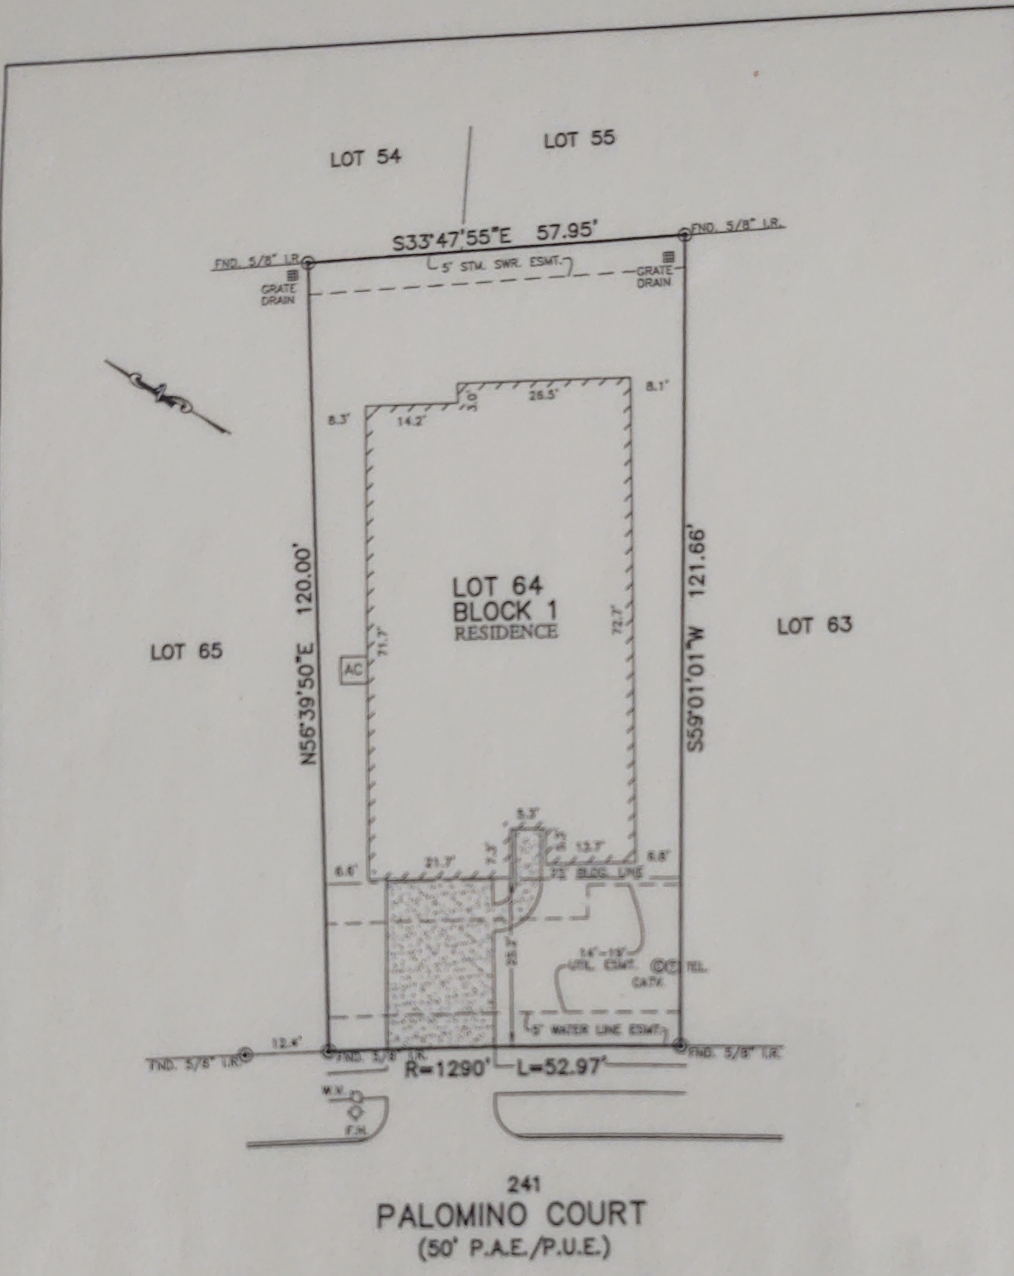 LOT 54
LOT 55
S33°47'55"E 57.95'
FND. 5/8" I.R.
FND. 5/8" I.R.
5' STM. SWR. ESMT.
GRATE
DRAIN
GRATE
DRAIN
8.3'
14.2'
3.0'
26.5'
8.1'
N56°39'50"E 120.00'
S59°01'01"W 121.66'
LOT 64
BLOCK 1
RESIDENCE
71.7'
72.7'
LOT 65
LOT 63
AC
5.3'
6.6'
21.7'
7.3'
13.7'
6.8'
BLDG. LINE
UTIL. ESMT.
TEL.
CATV.
5' WATER LINE ESMT.
12.4'
FND. 5/8" I.R.
FND. 5/8" I.R.
FND. 5/8" I.R.
R=1290' L=52.97'
W.V.
F.H.
241
PALOMINO COURT
(50' P.A.E./P.U.E.)